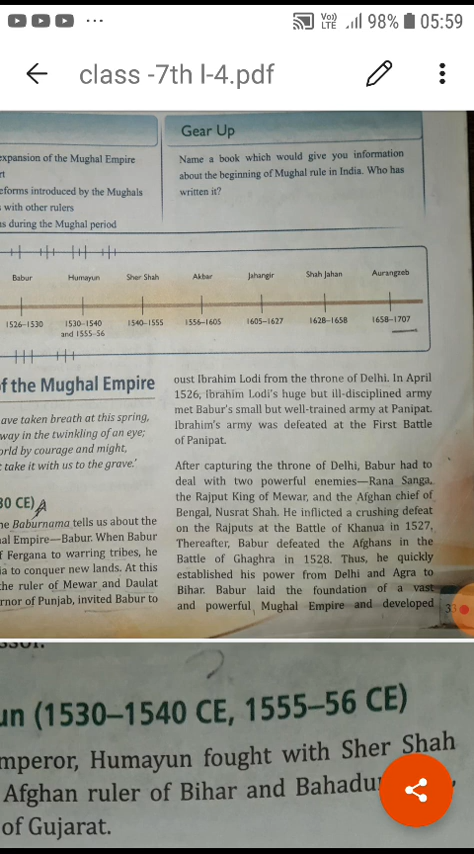 ... Vo)) LTE 98% 05:59
class -7th l-4.pdf
expansion of the Mughal Empire
rt
eforms introduced by the Mughals
with other rulers
ns during the Mughal period
Gear Up
Name a book which would give you information
about the beginning of Mughal rule in India. Who has
written it?
Babur Humayun Sher Shah Akbar Jahangir Shah Jahan Aurangzeb
1526–1530 1530–1540 1540–1555 1556–1605 1605–1627 1628–1658 1658–1707
and 1555-56
of the Mughal Empire
ave taken breath at this spring,
way in the twinkling of an eye;
orld by courage and might,
take it with us to the grave.'
30 CE)
he Baburnama tells us about the
al Empire—Babur. When Babur
f Fergana to warring tribes, he
ia to conquer new lands. At this
the ruler of Mewar and Daulat
rnor of Punjab, invited Babur to
oust Ibrahim Lodi from the throne of Delhi. In April
1526, Ibrahim Lodi's huge but ill-disciplined army
met Babur's small but well-trained army at Panipat.
Ibrahim's army was defeated at the First Battle
of Panipat.
After capturing the throne of Delhi, Babur had to
deal with two powerful enemies—Rana Sanga,
the Rajput King of Mewar, and the Afghan chief of
Bengal, Nusrat Shah. He inflicted a crushing defeat
on the Rajputs at the Battle of Khanua in 1527.
Thereafter, Babur defeated the Afghans in the
Battle of Ghaghra in 1528. Thus, he quickly
established his power from Delhi and Agra to
Bihar. Babur laid the foundation of a vast
and powerful Mughal Empire and developed
33
un (1530–1540 CE, 1555–56 CE)
mperor, Humayun fought with Sher Shah
Afghan ruler of Bihar and Bahadu
of Gujarat.